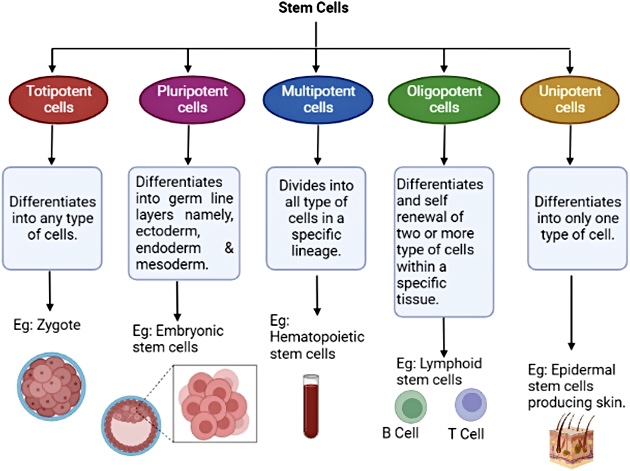 Stem Cells
Totipotent
cells
Pluripotent
cells
Multipotent
cells
Oligopotent
cells
Unipotent
cells
Differentiates
into any type
of cells.
Differentiates
into germ line
layers namely,
ectoderm,
endoderm &
mesoderm.
Divides into
all type of
cells in a
specific
lineage.
Differentiates
and self
renewal of
two or more
type of cells
within a
specific
tissue.
Differentiates
into only one
type of cell.
Eg: Zygote
Eg: Embryonic
stem cells
Eg:
Hematopoietic
stem cells
Eg: Lymphoid
stem cells
B Cell
T Cell
Eg: Epidermal
stem cells
producing skin.